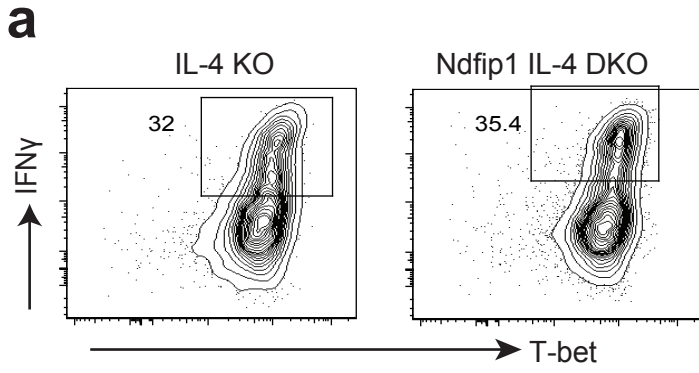 a
IL-4 KO
Ndfip1 IL-4 DKO
32
35.4
IFNγ
T-bet